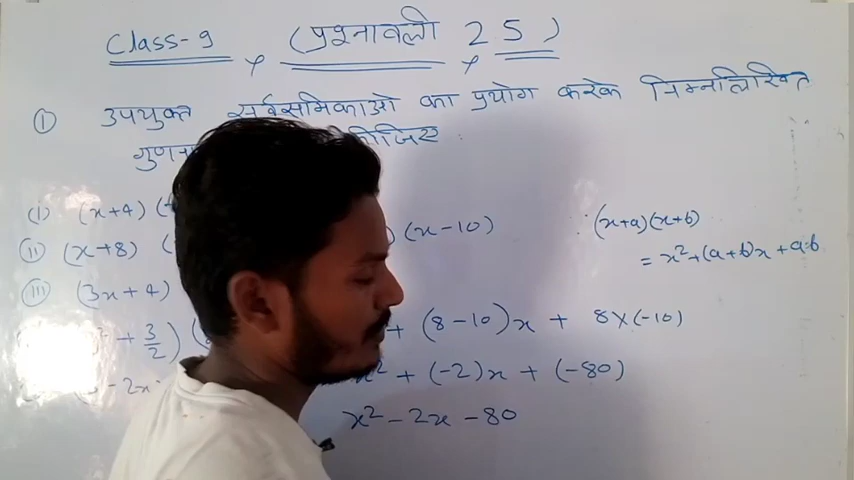 Class-9 , (प्रश्नावली 2.5)
① उपयुक्त सर्वसमिकाओ का प्रयोग करके निम्नलिखित
(i) (x+4)
(ii) (x+8) (x-10)
(iii) (3x+4)
∴ (x+a)(x+b)
= x²+(a+b)x+a·b
+ 3/2)
+ (8-10)x + 8×(-10)
-2x
x² + (-2)x + (-80)
x² - 2x - 80